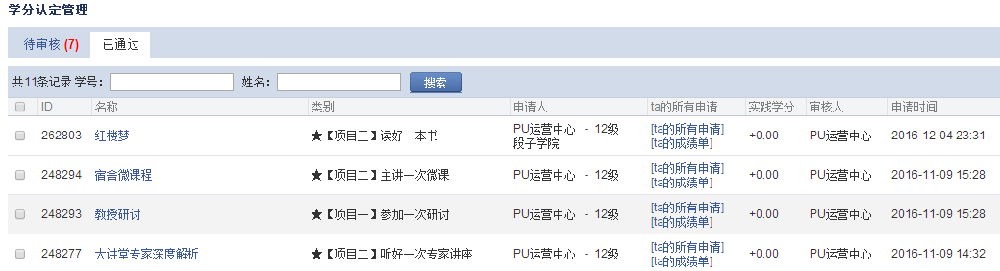 学分认定管理
待审核 (7) 已通过
共11条记录 学号： 姓名： 搜索
ID 名称 类别 申请人 ta的所有申请 实践学分 审核人 申请时间
262803 红楼梦 ★【项目三】读好一本书 PU运营中心 - 12级 段子学院 [ta的所有申请] [ta的成绩单] +0.00 PU运营中心 2016-12-04 23:31
248294 宿舍微课程 ★【项目二】主讲一次微课 PU运营中心 - 12级 [ta的所有申请] [ta的成绩单] +0.00 PU运营中心 2016-11-09 15:28
248293 教授研讨 ★【项目一】参加一次研讨 PU运营中心 - 12级 [ta的所有申请] [ta的成绩单] +0.00 PU运营中心 2016-11-09 15:28
248277 大讲堂专家深度解析 ★【项目二】听好一次专家讲座 PU运营中心 - 12级 [ta的所有申请] [ta的成绩单] +0.00 PU运营中心 2016-11-09 14:32